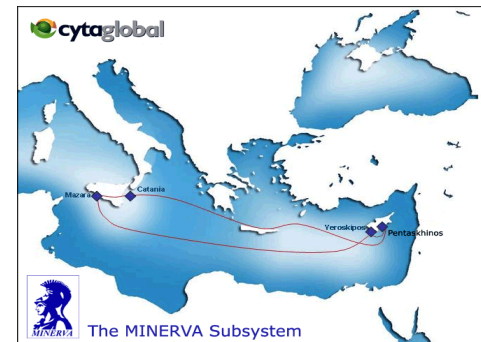 cytaglobal
Catania
Mazara
Yeroskipos
Pentaskhinos
MINERVA
The MINERVA Subsystem